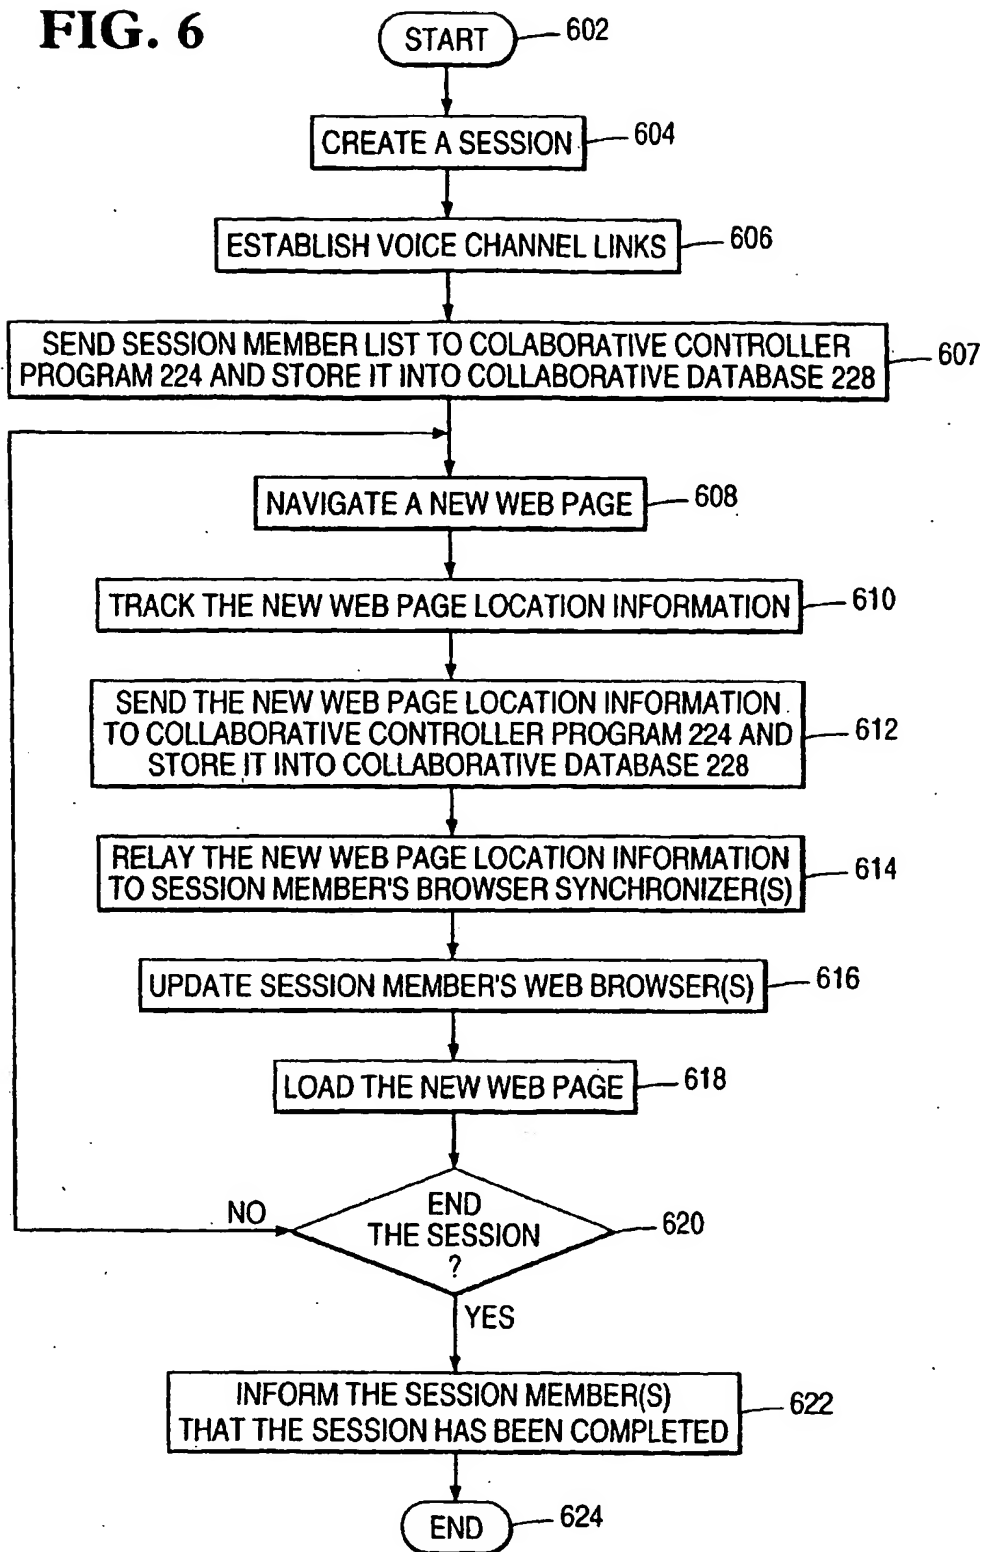 FIG. 6
START
602
CREATE A SESSION
604
ESTABLISH VOICE CHANNEL LINKS
606
SEND SESSION MEMBER LIST TO COLABORATIVE CONTROLLER
PROGRAM 224 AND STORE IT INTO COLLABORATIVE DATABASE 228
607
NAVIGATE A NEW WEB PAGE
608
TRACK THE NEW WEB PAGE LOCATION INFORMATION
610
SEND THE NEW WEB PAGE LOCATION INFORMATION
TO COLLABORATIVE CONTROLLER PROGRAM 224 AND
STORE IT INTO COLLABORATIVE DATABASE 228
612
RELAY THE NEW WEB PAGE LOCATION INFORMATION
TO SESSION MEMBER'S BROWSER SYNCHRONIZER(S)
614
UPDATE SESSION MEMBER'S WEB BROWSER(S)
616
LOAD THE NEW WEB PAGE
618
NO
END
THE SESSION
?
620
YES
INFORM THE SESSION MEMBER(S)
THAT THE SESSION HAS BEEN COMPLETED
622
END
624